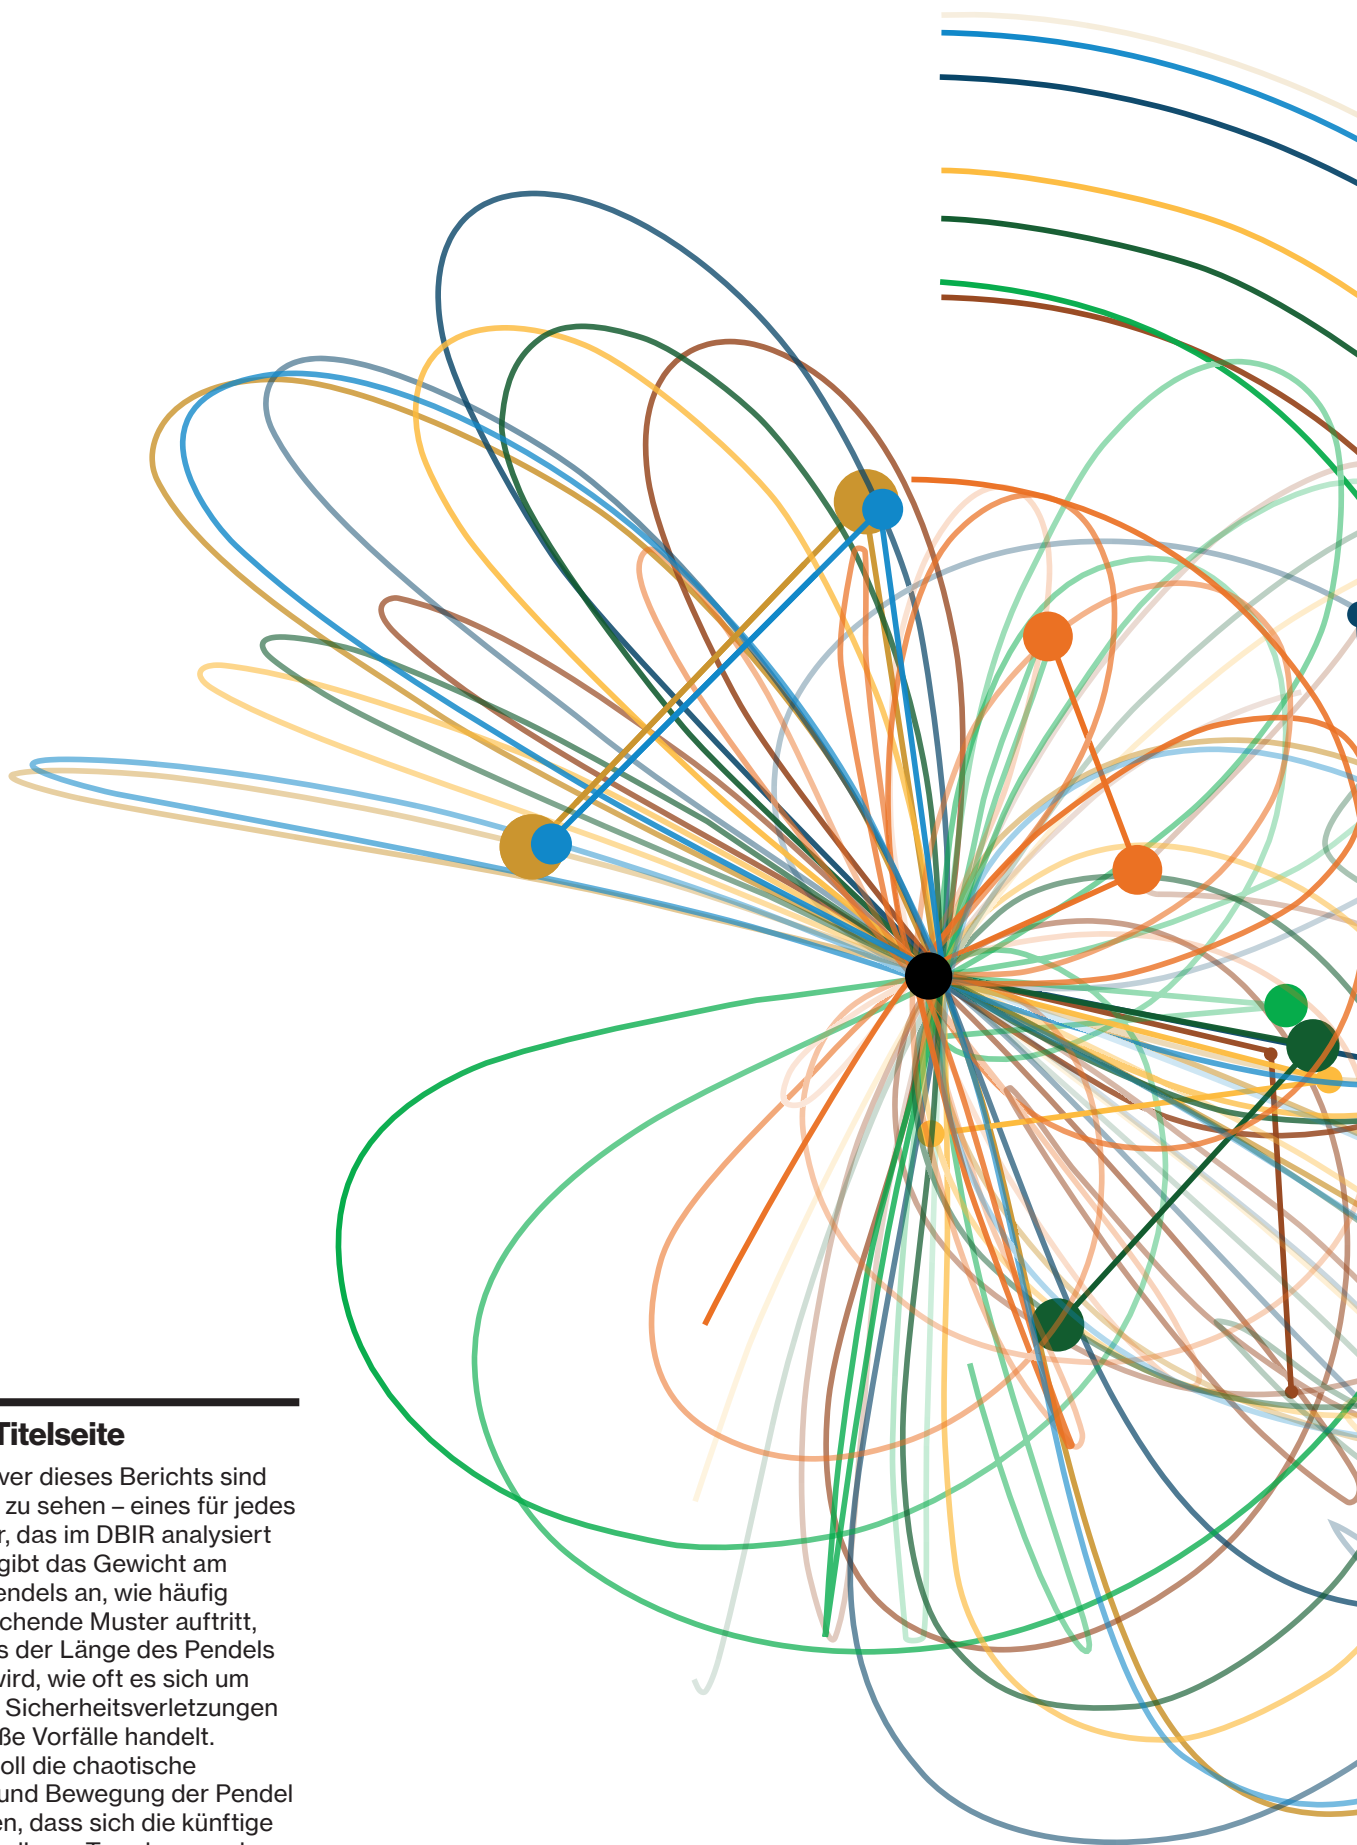 Titelseite
ver dieses Berichts sind
zu sehen – eines für jedes
r, das im DBIR analysiert
gibt das Gewicht am
endels an, wie häufig
chende Muster auftritt,
s der Länge des Pendels
wird, wie oft es sich um
Sicherheitsverletzungen
ße Vorfälle handelt.
oll die chaotische
und Bewegung der Pendel
en, dass sich die künftige